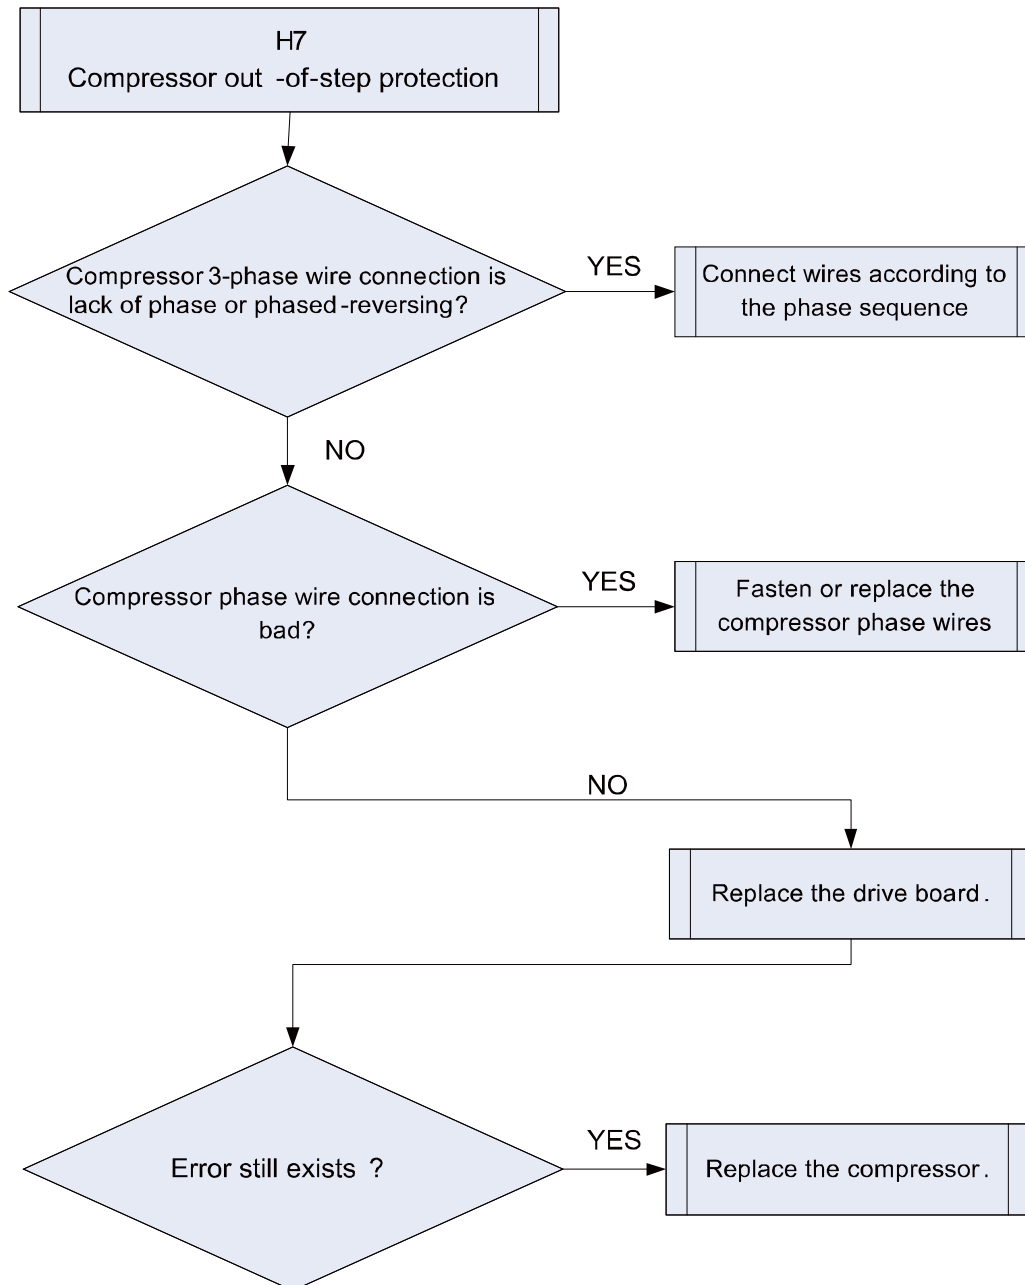 H7
Compressor out -of-step protection
Compressor 3-phase wire connection is
lack of phase or phased-reversing?
YES
Connect wires according to
the phase sequence
NO
Compressor phase wire connection is
bad?
YES
Fasten or replace the
compressor phase wires
NO
Replace the drive board.
Error still exists ?
YES
Replace the compressor.